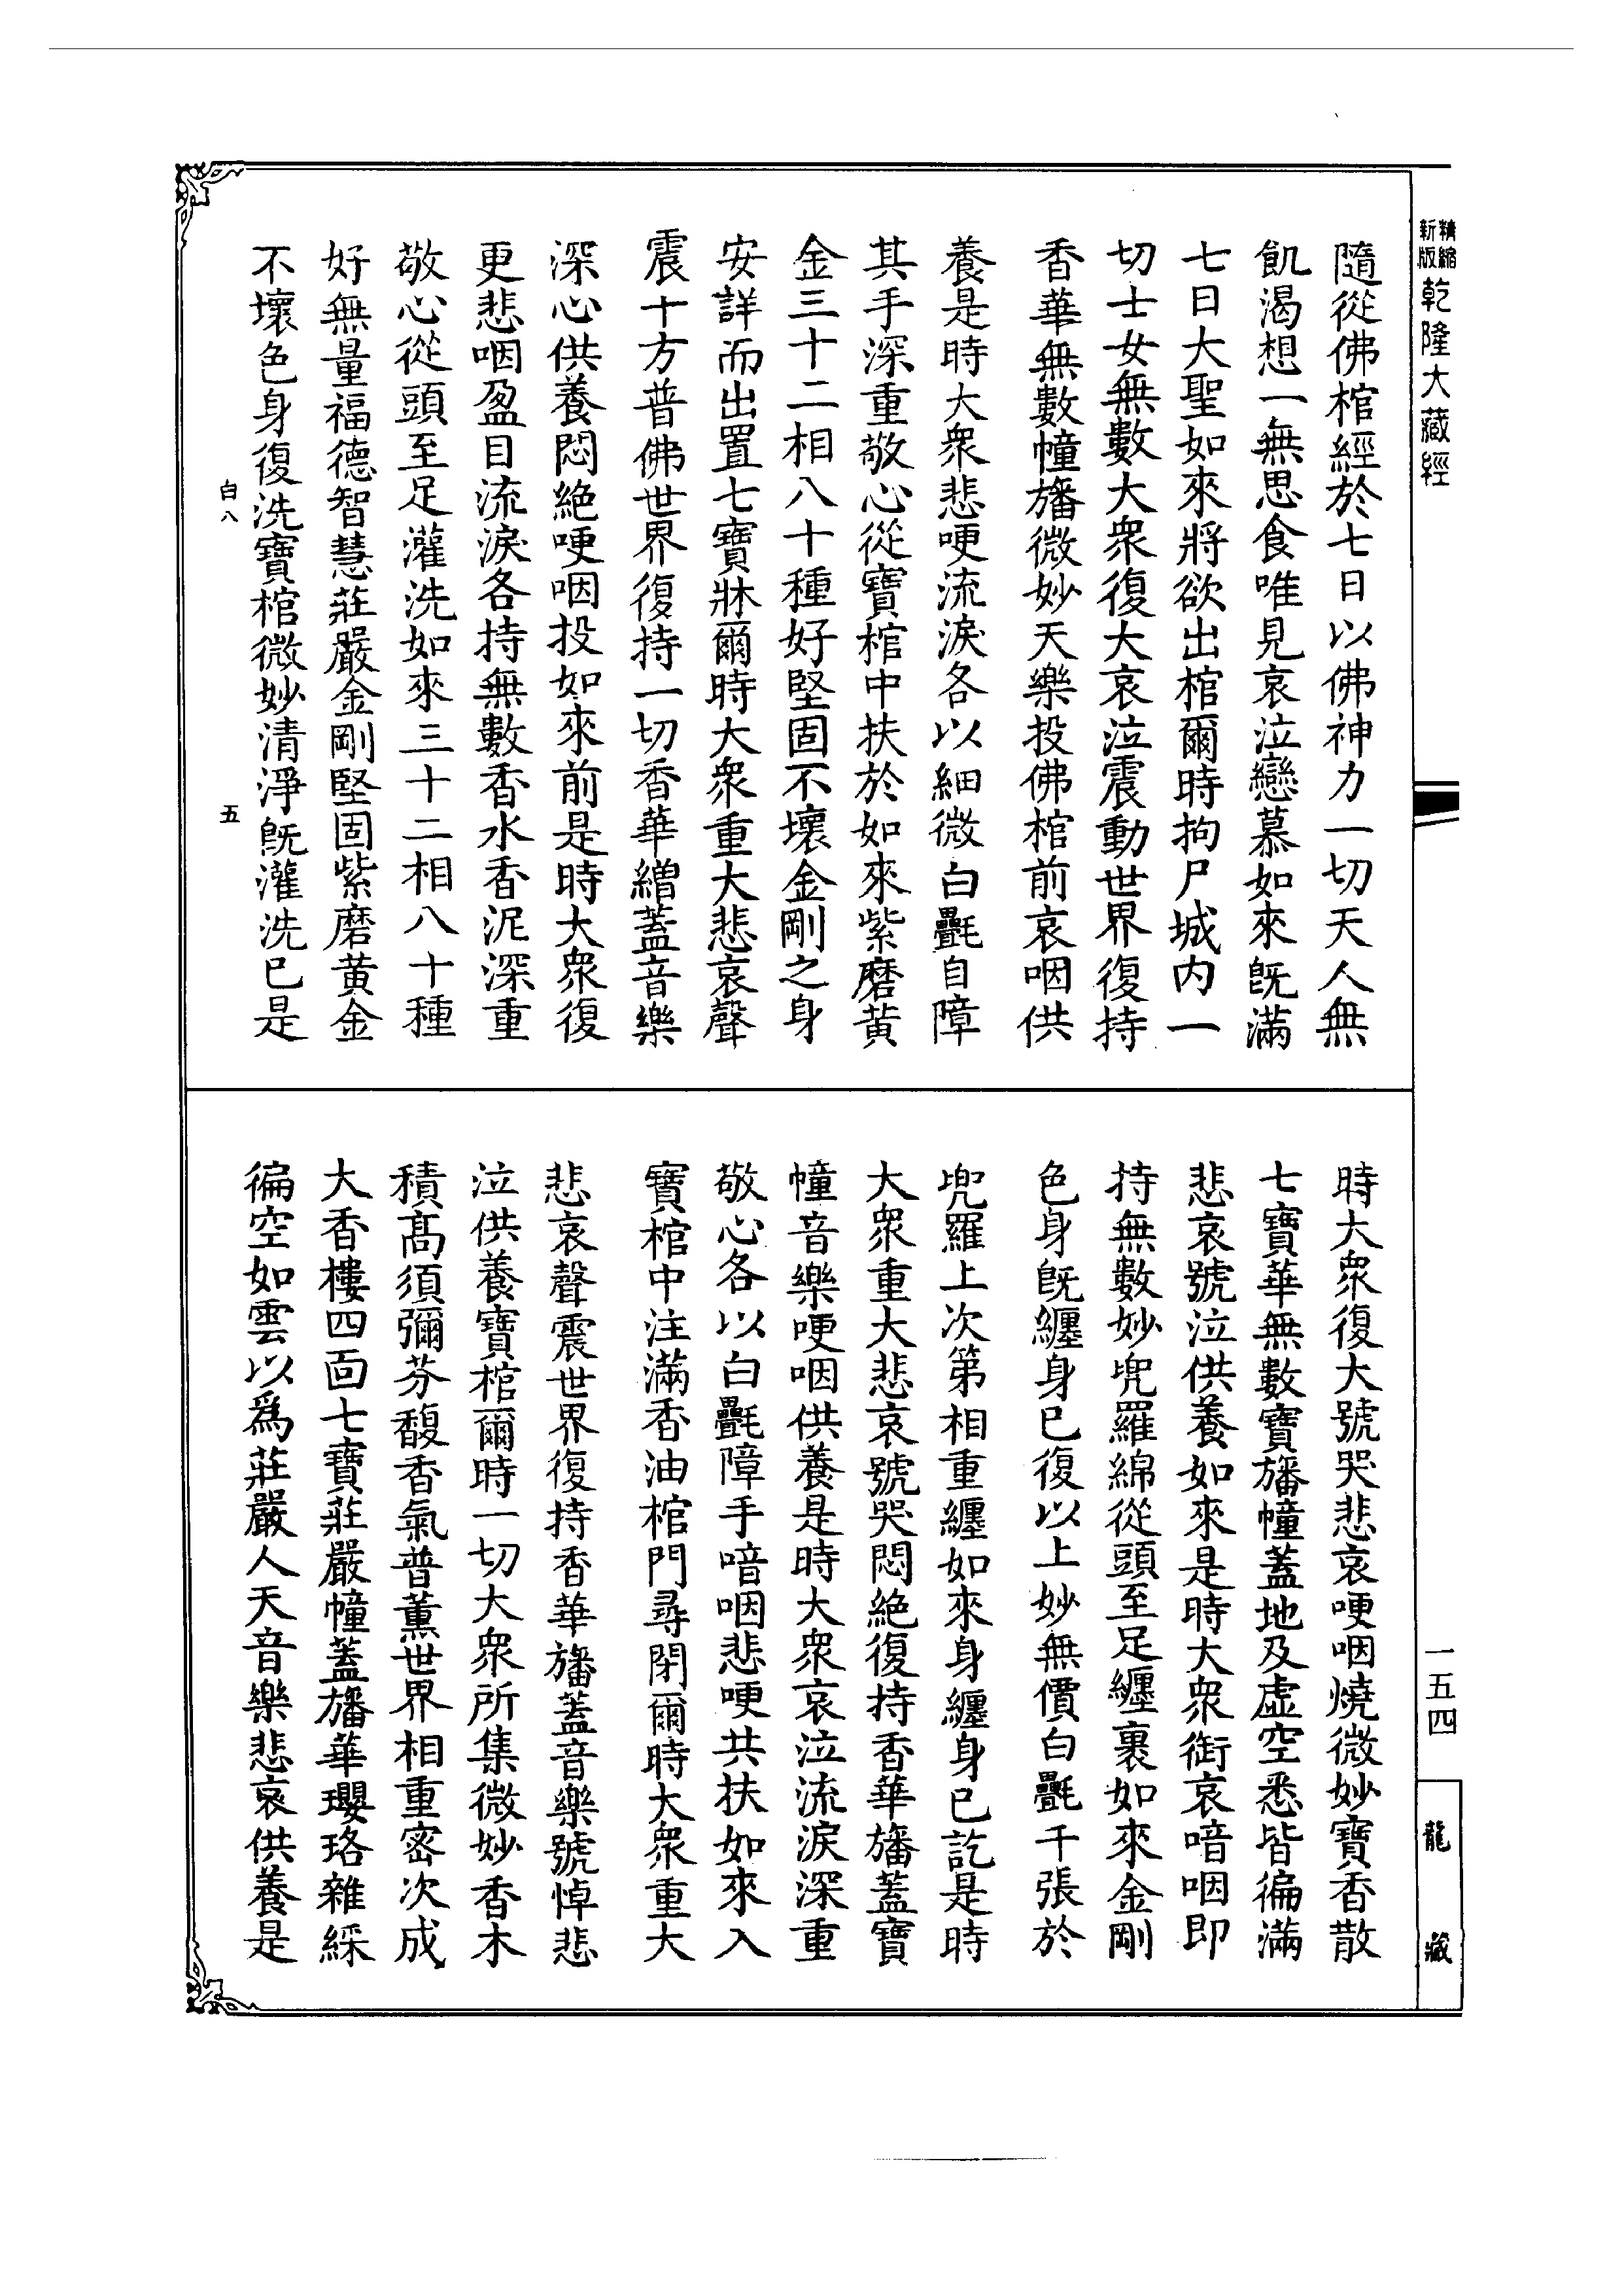 精縮
新版
乾隆大藏經
隨從佛棺經於七日以佛神力一切天人無
飢渴想一無思食唯見哀泣戀慕如來旣滿
七日大聖如來將欲出棺爾時拘尸城内一
切士女無數大衆復大哀泣震動世界復持
香華無數幢旛微妙天樂投佛棺前哀咽供
養是時大衆悲哽流淚各以細微白㲲自障
其手深重敬心從寶棺中扶於如來紫磨黄
金三十二相八十種好堅固不壞金剛之身
安詳而出置七寶牀爾時大衆重大悲哀聲
震十方普佛世界復持一切香華繒蓋音樂
深心供養悶絶哽咽投如來前是時大衆復
更悲咽盈目流淚各持無數香水香泥深重
敬心從頭至足灌洗如來三十二相八十種
好無量福德智慧莊嚴金剛堅固紫磨黄金
不壞色身復洗寶棺微妙清淨旣灌洗已是
白八
五
時大衆復大號哭悲哀哽咽燒微妙寶香散
七寶華無數寶旛幢蓋地及虛空悉皆徧滿
悲哀號泣供養如來是時大衆銜哀喑咽即
持無數妙兜羅綿從頭至足纏裹如來金剛
色身旣纏身已復以上妙無價白㲲千張於
兜羅上次第相重纏如來身纏身已訖是時
大衆重大悲哀號哭悶絶復持香華旛蓋寶
幢音樂哽咽供養是時大衆哀泣流淚深重
敬心各以白㲲障手喑咽悲哽共扶如來入
寶棺中注滿香油棺門尋閉爾時大衆重大
悲哀聲震世界復持香華旛蓋音樂號悼悲
泣供養寶棺爾時一切大衆所集微妙香木
積髙須彌芬馥香氣普薰世界相重密次成
大香樓四面七寶莊嚴幢蓋旛華瓔珞雜綵
徧空如雲以爲莊嚴人天音樂悲哀供養是
一五四
龍藏